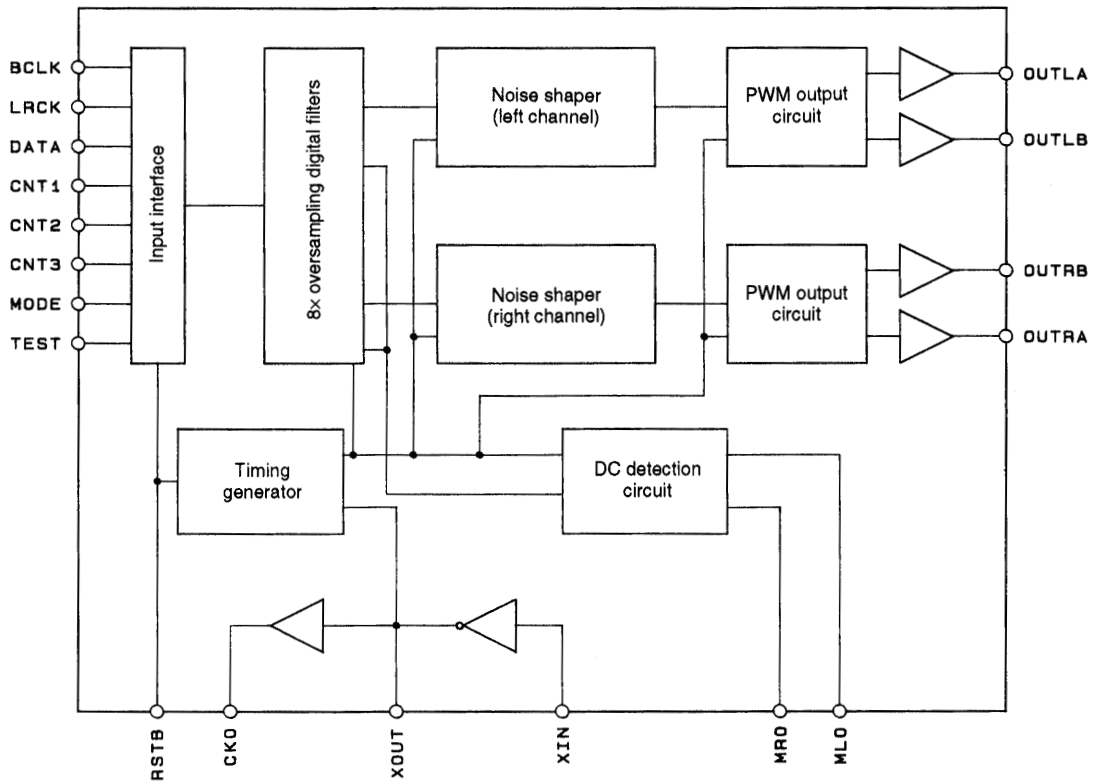 BCLK
LRCK
DATA
CNT1
CNT2
CNT3
MODE
TEST
Input interface
8x oversampling digital filters
Noise shaper
(left channel)
PWM output
circuit
OUTLA
OUTLB
Noise shaper
(right channel)
PWM output
circuit
OUTRB
OUTRA
Timing
generator
DC detection
circuit
RSTB
CKO
XOUT
XIN
MRO
MLO